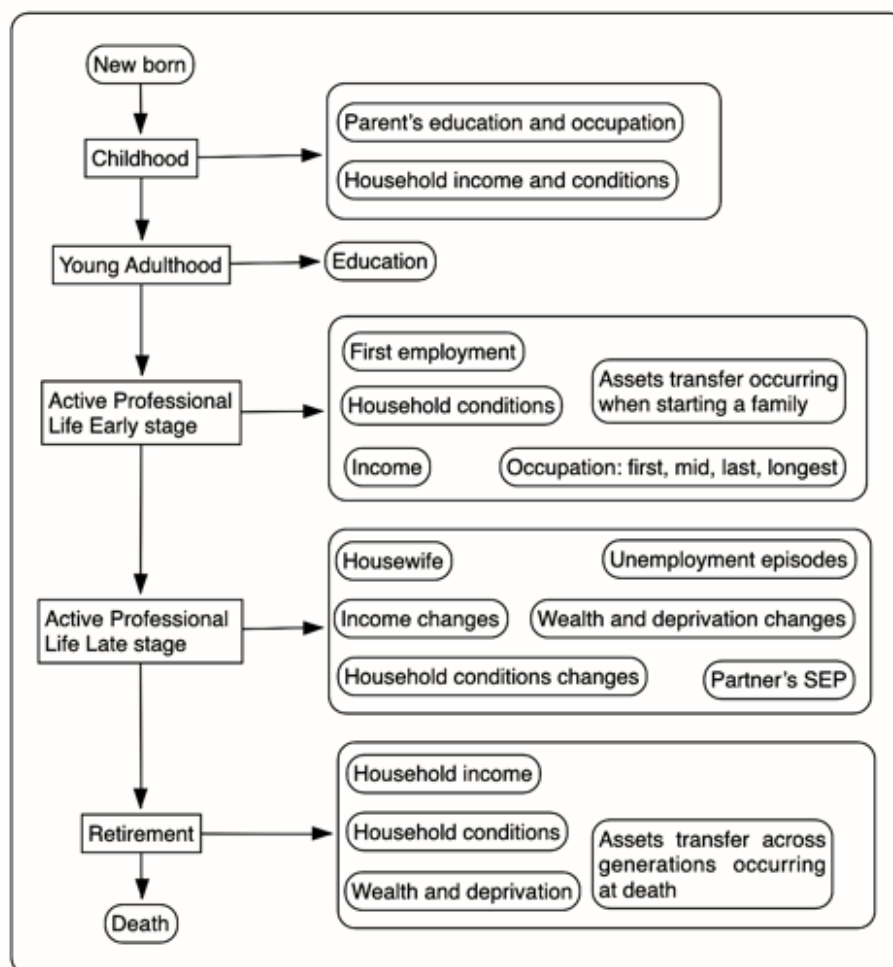 New born
Childhood
Parent's education and occupation
Household income and conditions
Young Adulthood
Education
Active Professional
Life Early stage
First employment
Household conditions
Assets transfer occurring
when starting a family
Income
Occupation: first, mid, last, longest
Active Professional
Life Late stage
Housewife
Unemployment episodes
Income changes
Wealth and deprivation changes
Household conditions changes
Partner's SEP
Retirement
Household income
Household conditions
Wealth and deprivation
Assets transfer across
generations occurring
at death
Death